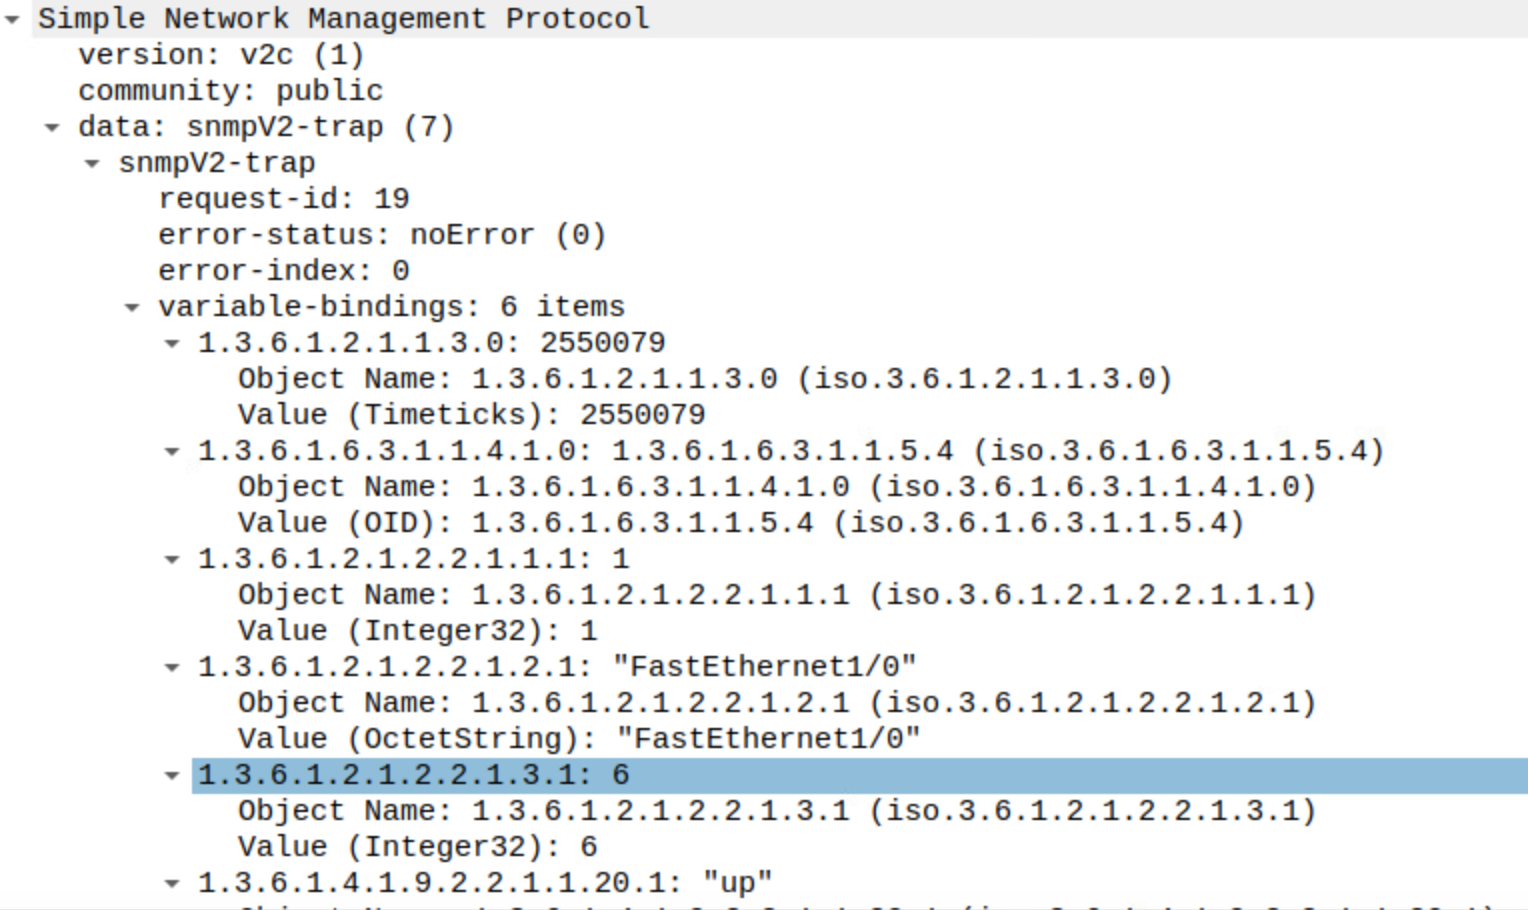 Simple Network Management Protocol
version: v2c (1)
community: public
data: snmpV2-trap (7)
snmpV2-trap
request-id: 19
error-status: noError (0)
error-index: 0
variable-bindings: 6 items
1.3.6.1.2.1.1.3.0: 2550079
Object Name: 1.3.6.1.2.1.1.3.0 (iso.3.6.1.2.1.1.3.0)
Value (Timeticks): 2550079
1.3.6.1.6.3.1.1.4.1.0: 1.3.6.1.6.3.1.1.5.4 (iso.3.6.1.6.3.1.1.5.4)
Object Name: 1.3.6.1.6.3.1.1.4.1.0 (iso.3.6.1.6.3.1.1.4.1.0)
Value (OID): 1.3.6.1.6.3.1.1.5.4 (iso.3.6.1.6.3.1.1.5.4)
1.3.6.1.2.1.2.2.1.1.1: 1
Object Name: 1.3.6.1.2.1.2.2.1.1.1 (iso.3.6.1.2.1.2.2.1.1.1)
Value (Integer32): 1
1.3.6.1.2.1.2.2.1.2.1: "FastEthernet1/0"
Object Name: 1.3.6.1.2.1.2.2.1.2.1 (iso.3.6.1.2.1.2.2.1.2.1)
Value (OctetString): "FastEthernet1/0"
1.3.6.1.2.1.2.2.1.3.1: 6
Object Name: 1.3.6.1.2.1.2.2.1.3.1 (iso.3.6.1.2.1.2.2.1.3.1)
Value (Integer32): 6
1.3.6.1.4.1.9.2.2.1.1.20.1: "up"